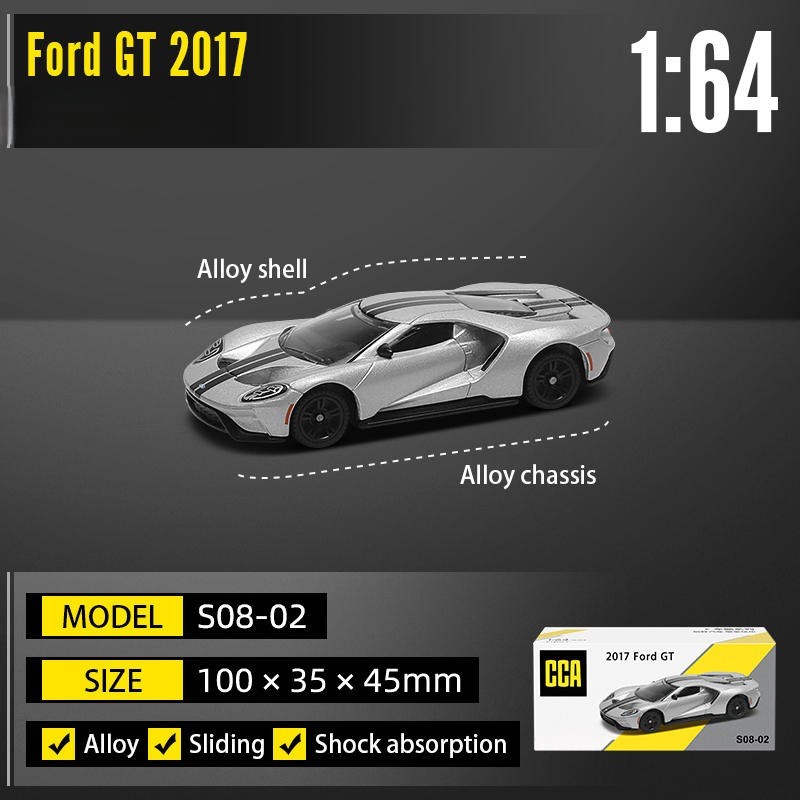 Ford GT 2017
1:64
Alloy shell
Alloy chassis
MODEL S08-02
SIZE 100 × 35 × 45mm
Alloy Sliding Shock absorption
CCA
2017 Ford GT
S08-02